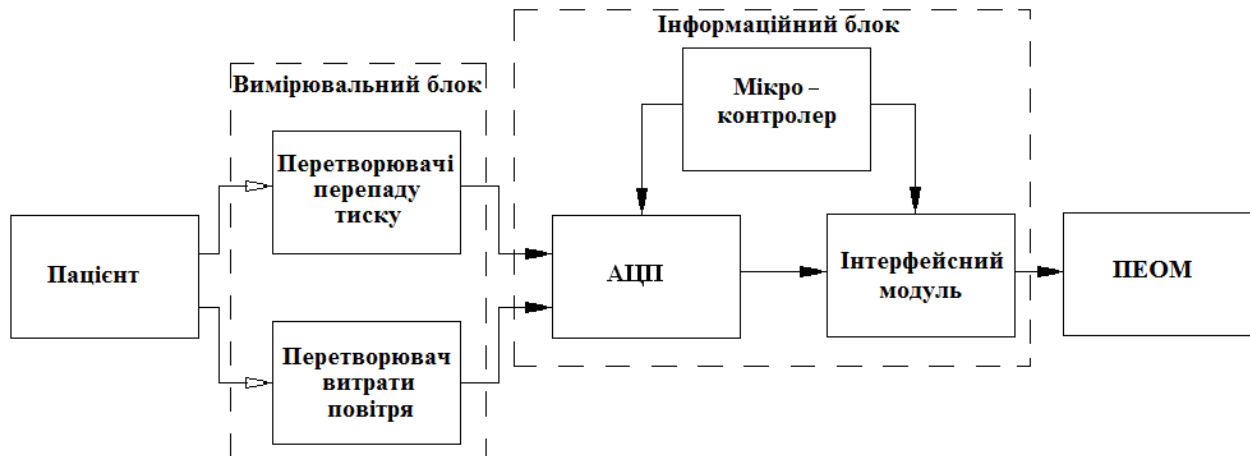 Інформаційний блок
Вимірювальний блок
Мікро –
контролер
Перетворювачі
перепаду
тиску
Пацієнт
АЦП
Інтерфейсний
модуль
ПЕОМ
Перетворювач
витрати
повітря